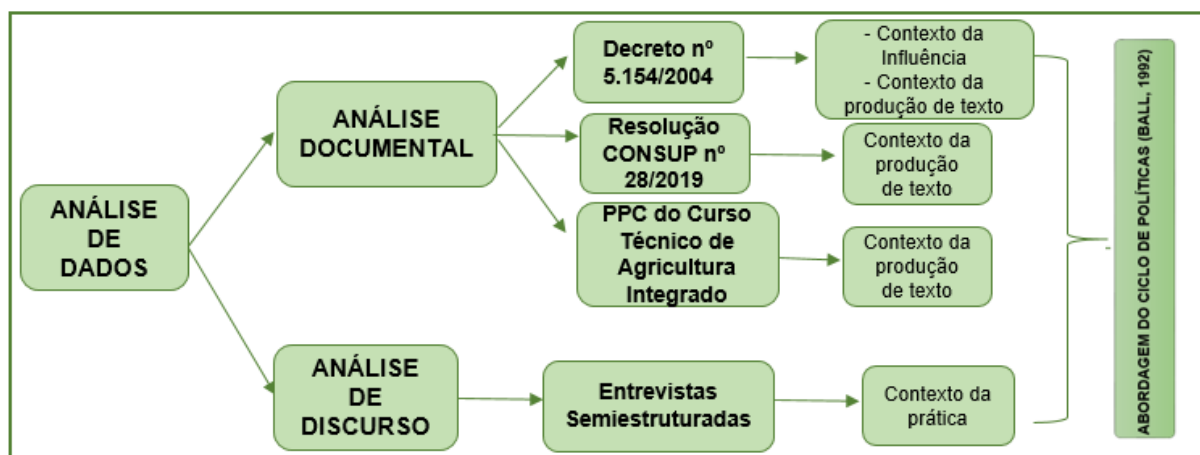 ANÁLISE
DE
DADOS
ANÁLISE
DOCUMENTAL
Decreto nº
5.154/2004
- Contexto da
Influência
- Contexto da
produção de texto
Resolução
CONSUP nº
28/2019
Contexto da
produção
de texto
PPC do Curso
Técnico de
Agricultura
Integrado
Contexto da
produção
de texto
ANÁLISE
DE
DISCURSO
Entrevistas
Semiestruturadas
Contexto da
prática
ABORDAGEM DO CICLO DE POLÍTICAS (BALL, 1992)